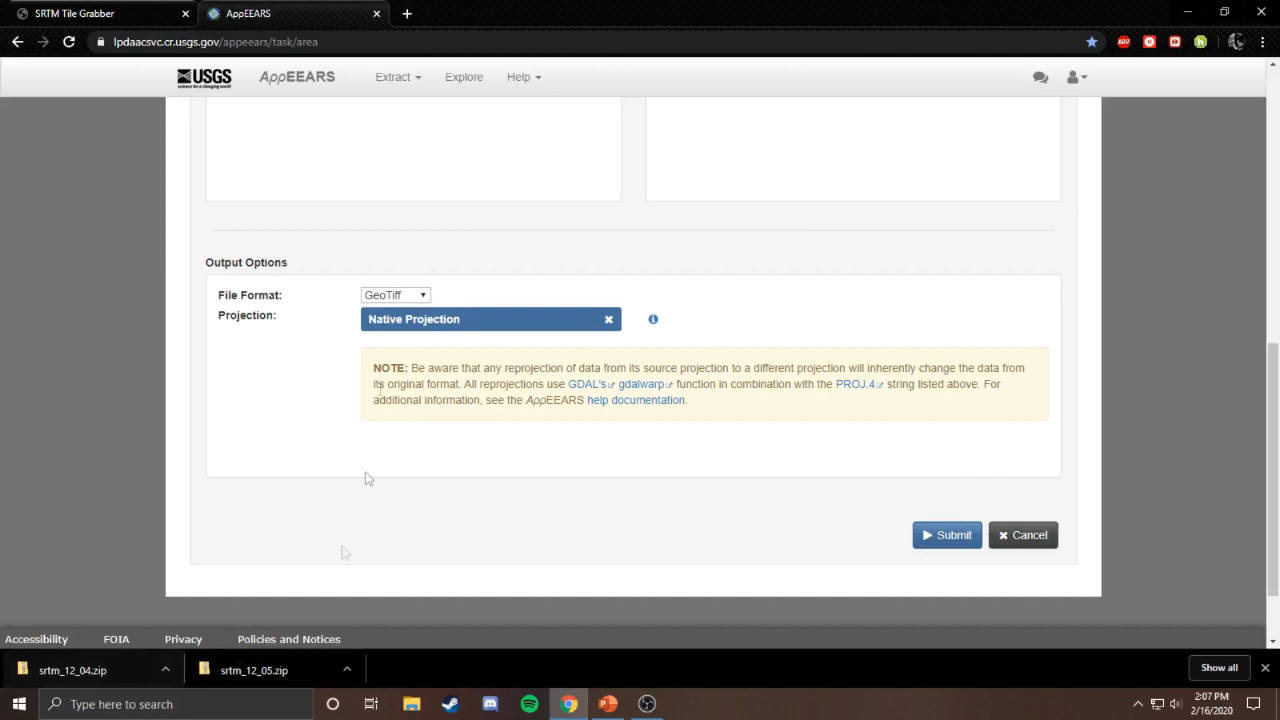 SRTM Tile Grabber
AppEEARS
lpdaacsvc.cr.usgs.gov/appeears/task/area
ABP
USGS
science for a changing world
AppEEARS
Extract
Explore
Help
Output Options
File Format:
GeoTiff
Projection:
Native Projection
NOTE: Be aware that any reprojection of data from its source projection to a different projection will inherently change the data from
its original format. All reprojections use GDAL's gdalwarp function in combination with the PROJ.4 string listed above. For
additional information, see the AppEEARS help documentation.
Submit
Cancel
Accessibility
FOIA
Privacy
Policies and Notices
srtm_12_04.zip
srtm_12_05.zip
Show all
Type here to search
2:07 PM
2/16/2020